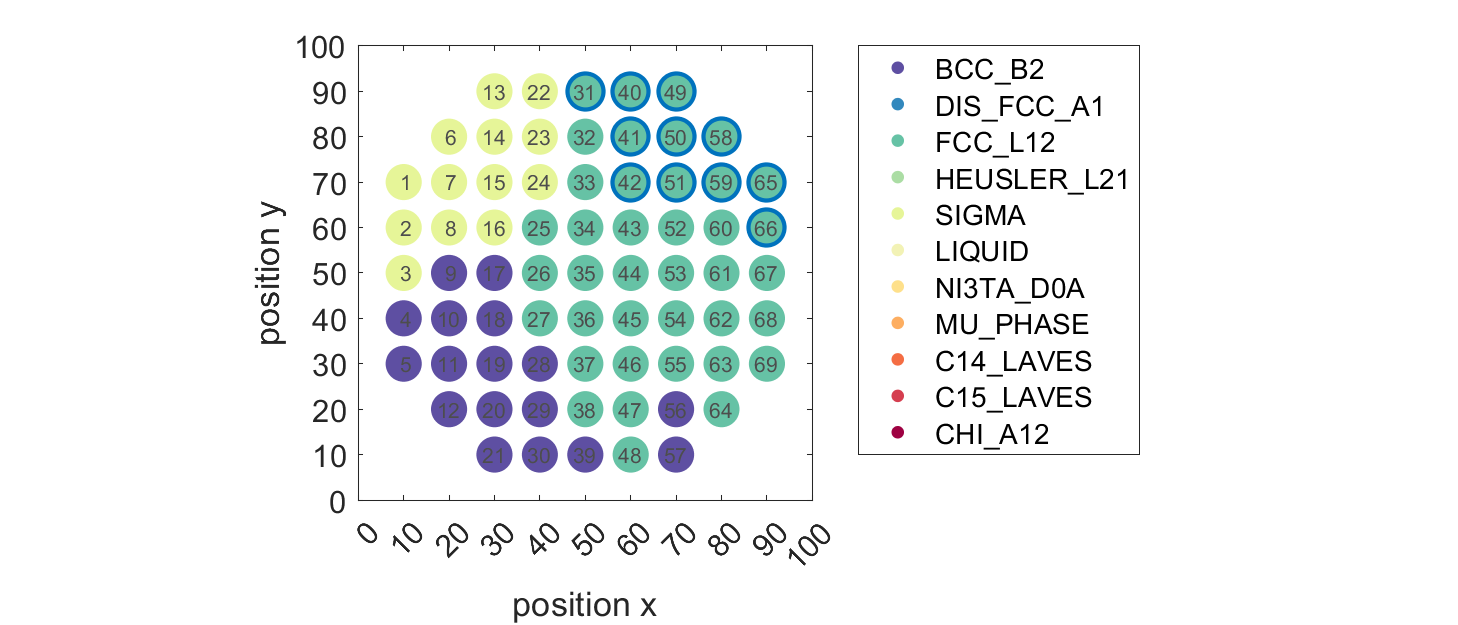 100
90
80
70
60
50
40
30
20
10
0
13 22 31 40 49
6 14 23 32 41 50 58
1 7 15 24 33 42 51 59 65
2 8 16 25 34 43 52 60 66
3 9 17 26 35 44 53 61 67
4 10 18 27 36 45 54 62 68
5 11 19 28 37 46 55 63 69
12 20 29 38 47 56 64
21 30 39 48 57
0 10 20 30 40 50 60 70 80 90 100
position x
position y
BCC_B2
DIS_FCC_A1
FCC_L12
HEUSLER_L21
SIGMA
LIQUID
NI3TA_D0A
MU_PHASE
C14_LAVES
C15_LAVES
CHI_A12